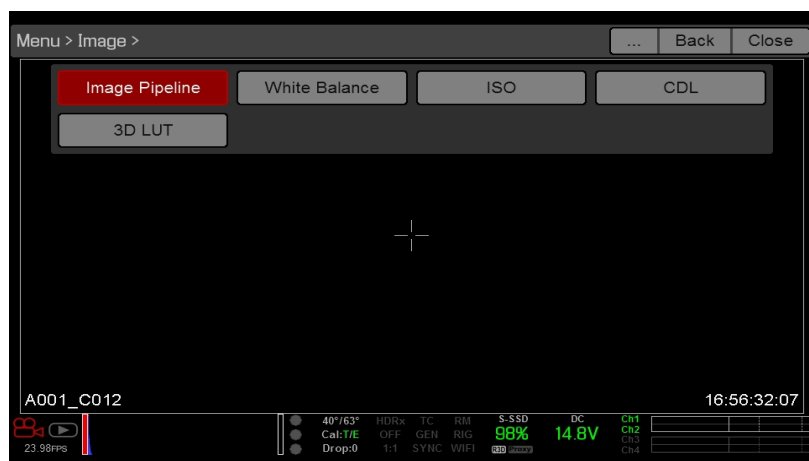 Menu > Image >
...
Back
Close
Image Pipeline
White Balance
ISO
CDL
3D LUT
A001_C012
16:56:32:07
23.98FPS
40°/63° HDRx TC RM S-SSD DC Ch1
Cal:T/E OFF GEN RIG 98% 14.8V Ch2
Drop:0 1:1 SYNC WIFI R3D Proxy Ch3
Ch4